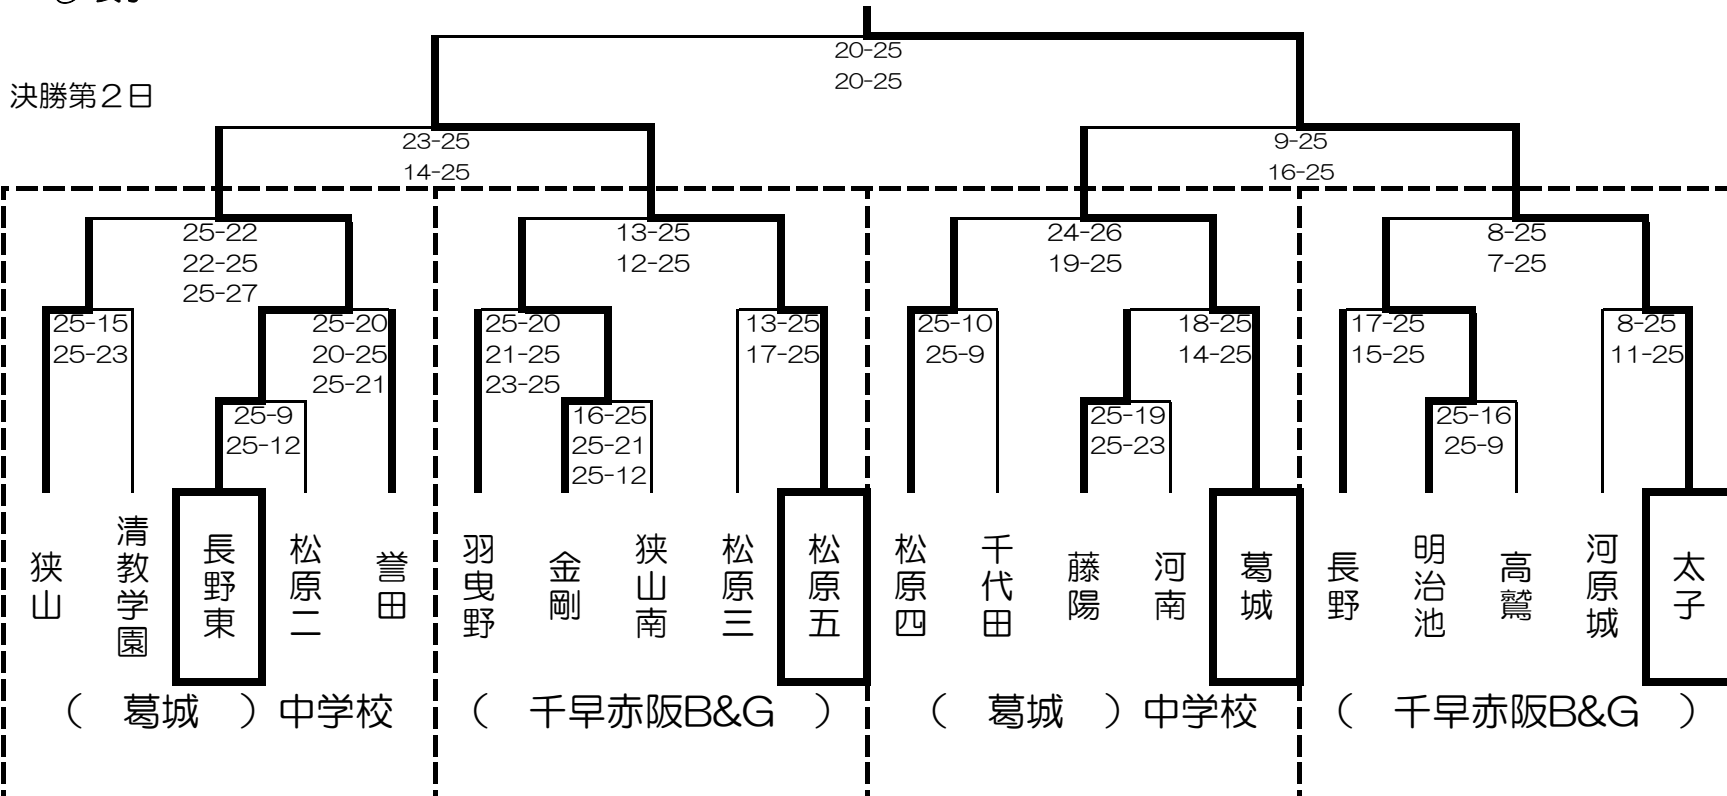 20-25
20-25
決勝第２日
23-25
14-25
9-25
16-25
25-22
22-25
25-27
13-25
12-25
24-26
19-25
8-25
7-25
25-15
25-23
25-20
20-25
25-21
25-20
21-25
23-25
13-25
17-25
25-10
25-9
18-25
14-25
17-25
15-25
8-25
11-25
25-9
25-12
16-25
25-21
25-12
25-19
25-23
25-16
25-9
狭山
清教学園
長野東
松原二
誉田
羽曳野
金剛
狭山南
松原三
松原五
松原四
千代田
藤陽
河南
葛城
長野
明治池
高鷲
河原城
太子
（　葛城　）中学校
（　千早赤阪B&G　）
（　葛城　）中学校
（　千早赤阪B&G　）